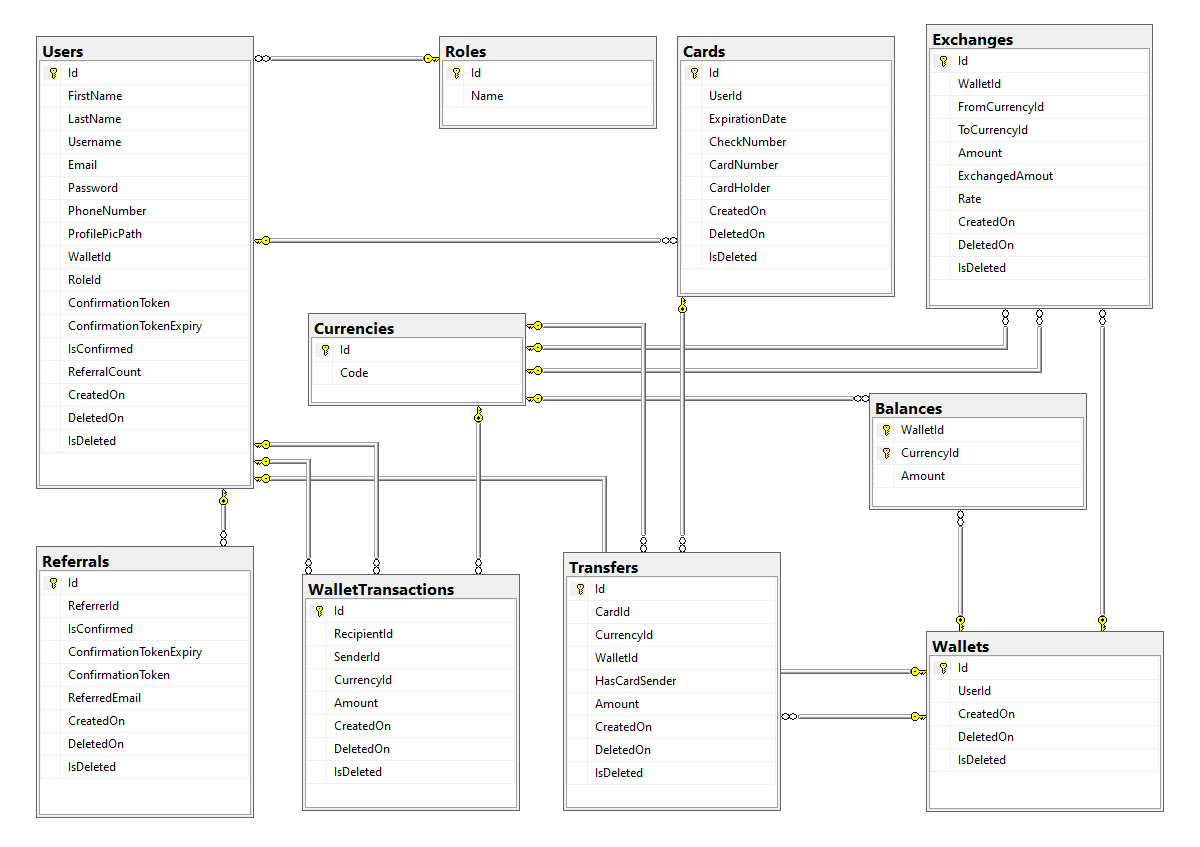 Users
Id
FirstName
LastName
Username
Email
Password
PhoneNumber
ProfilePicPath
WalletId
RoleId
ConfirmationToken
ConfirmationTokenExpiry
IsConfirmed
ReferralCount
CreatedOn
DeletedOn
IsDeleted
Roles
Id
Name
Cards
Id
UserId
ExpirationDate
CheckNumber
CardNumber
CardHolder
CreatedOn
DeletedOn
IsDeleted
Exchanges
Id
WalletId
FromCurrencyId
ToCurrencyId
Amount
ExchangedAmout
Rate
CreatedOn
DeletedOn
IsDeleted
Currencies
Id
Code
Balances
WalletId
CurrencyId
Amount
Referrals
Id
ReferrerId
IsConfirmed
ConfirmationTokenExpiry
ConfirmationToken
ReferredEmail
CreatedOn
DeletedOn
IsDeleted
WalletTransactions
Id
RecipientId
SenderId
CurrencyId
Amount
CreatedOn
DeletedOn
IsDeleted
Transfers
Id
CardId
CurrencyId
WalletId
HasCardSender
Amount
CreatedOn
DeletedOn
IsDeleted
Wallets
Id
UserId
CreatedOn
DeletedOn
IsDeleted